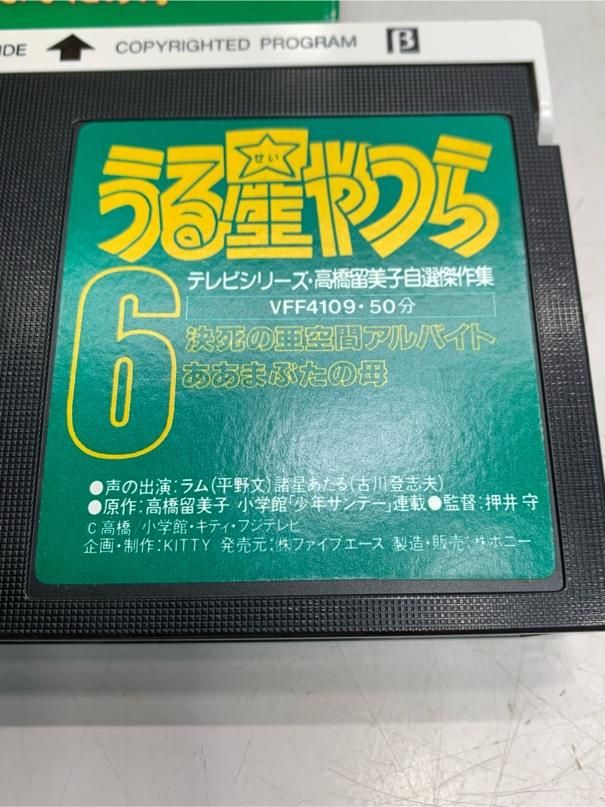 IDE
COPYRIGHTED PROGRAM β
うる星やつら
せい
6
テレビシリーズ・高橋留美子自選傑作集
VFF4109・50分
決死の亜空間アルバイト
ああまぶたの母
●声の出演:ラム(平野文)諸星あたる(古川登志夫)
●原作:高橋留美子 小学館「少年サンデー」連載●監督:押井 守
C高橋 小学館・キティ・フジテレビ
企画・制作:KITTY 発売元:㈱ファイブエース 製造・販売:㈱ポニー